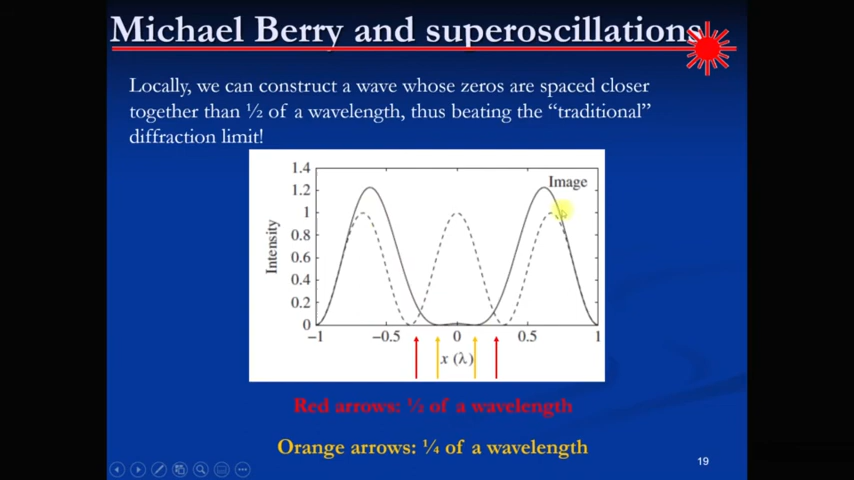 Michael Berry and superoscillations
Locally, we can construct a wave whose zeros are spaced closer
together than ½ of a wavelength, thus beating the “traditional”
diffraction limit!
Image
Intensity
1.4
1.2
1
0.8
0.6
0.4
0.2
0
−1 −0.5 0 0.5 1
x (λ)
Red arrows: ½ of a wavelength
Orange arrows: ¼ of a wavelength
19